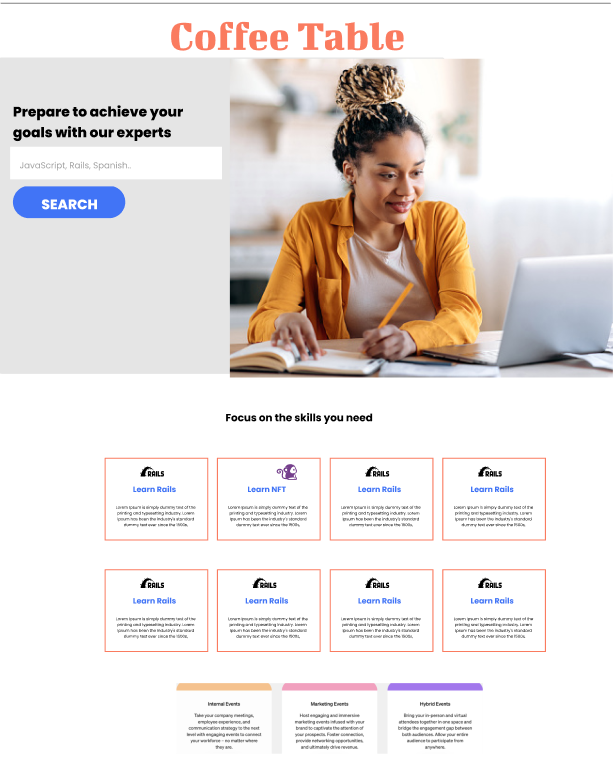 Coffee Table
Prepare to achieve your
goals with our experts
JavaScript, Rails, Spanish..
SEARCH
Focus on the skills you need
RAILS
Learn Rails
Lorem Ipsum is simply dummy text of the
printing and typesetting industry. Lorem
Ipsum has been the industry's standard
dummy text ever since the 1500s.
Learn NFT
Lorem Ipsum is simply dummy text of the
printing and typesetting industry. Lorem
Ipsum has been the industry's standard
dummy text ever since the 1500s.
RAILS
Learn Rails
Lorem Ipsum is simply dummy text of the
printing and typesetting industry. Lorem
Ipsum has been the industry's standard
dummy text ever since the 1500s.
RAILS
Learn Rails
Lorem Ipsum is simply dummy text of the
printing and typesetting industry. Lorem
Ipsum has been the industry's standard
dummy text ever since the 1500s.
RAILS
Learn Rails
Lorem Ipsum is simply dummy text of the
printing and typesetting industry. Lorem
Ipsum has been the industry's standard
dummy text ever since the 1500s.
RAILS
Learn Rails
Lorem Ipsum is simply dummy text of the
printing and typesetting industry. Lorem
Ipsum has been the industry's standard
dummy text ever since the 1500s.
RAILS
Learn Rails
Lorem Ipsum is simply dummy text of the
printing and typesetting industry. Lorem
Ipsum has been the industry's standard
dummy text ever since the 1500s.
RAILS
Learn Rails
Lorem Ipsum is simply dummy text of the
printing and typesetting industry. Lorem
Ipsum has been the industry's standard
dummy text ever since the 1500s.
Internal Events
Take your company meetings,
employee experience, and
communication strategy to the next
level with engaging events to connect
your workforce – no matter where
they are.
Marketing Events
Host engaging and immersive
marketing events infused with your
brand to captivate the attention of
your prospects. Foster connection,
provide networking opportunities,
and ultimately drive revenue.
Hybrid Events
Bring your in-person and virtual
attendees together in one space and
bridge the engagement gap between
both audiences. Allow your entire
audience to participate from
anywhere.